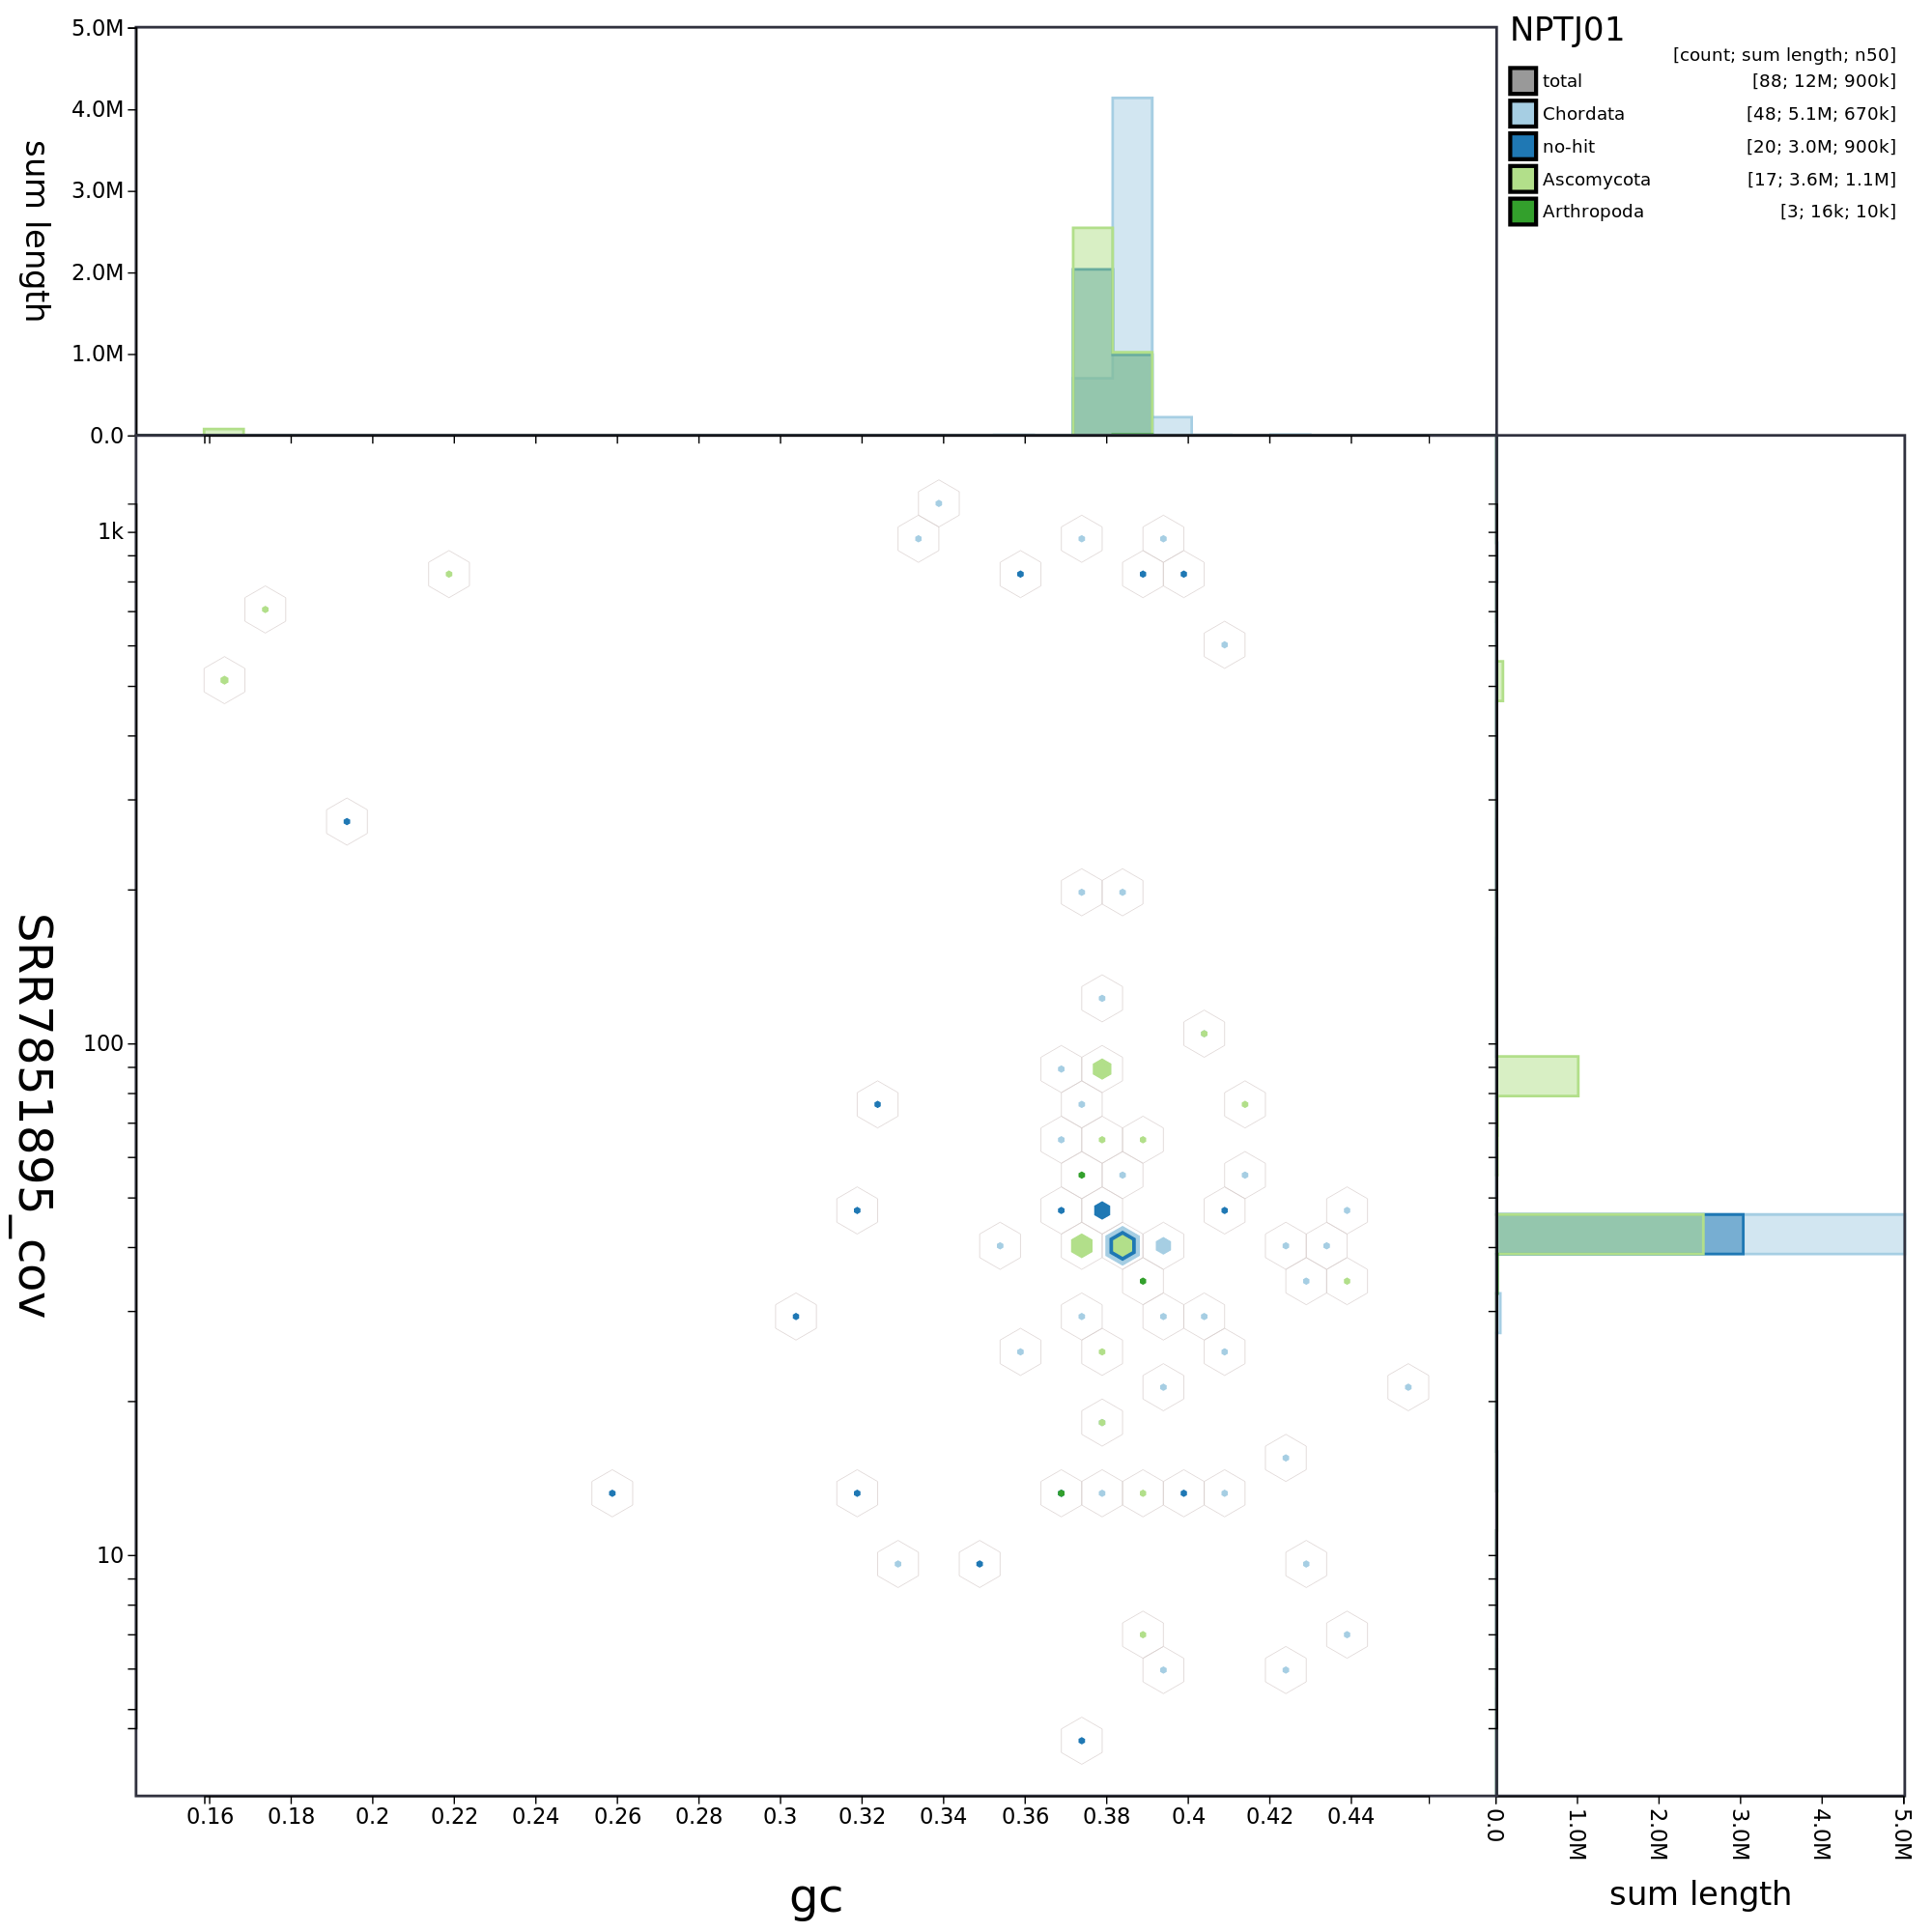 NPTJ01
[count; sum length; n50]
total [88; 12M; 900k]
Chordata [48; 5.1M; 670k]
no-hit [20; 3.0M; 900k]
Ascomycota [17; 3.6M; 1.1M]
Arthropoda [3; 16k; 10k]
sum length
5.0M
4.0M
3.0M
2.0M
1.0M
0.0
SRR7851895_cov
1k
100
10
0.16 0.18 0.2 0.22 0.24 0.26 0.28 0.3 0.32 0.34 0.36 0.38 0.4 0.42 0.44
gc
0.0 1.0M 2.0M 3.0M 4.0M 5.0M
sum length